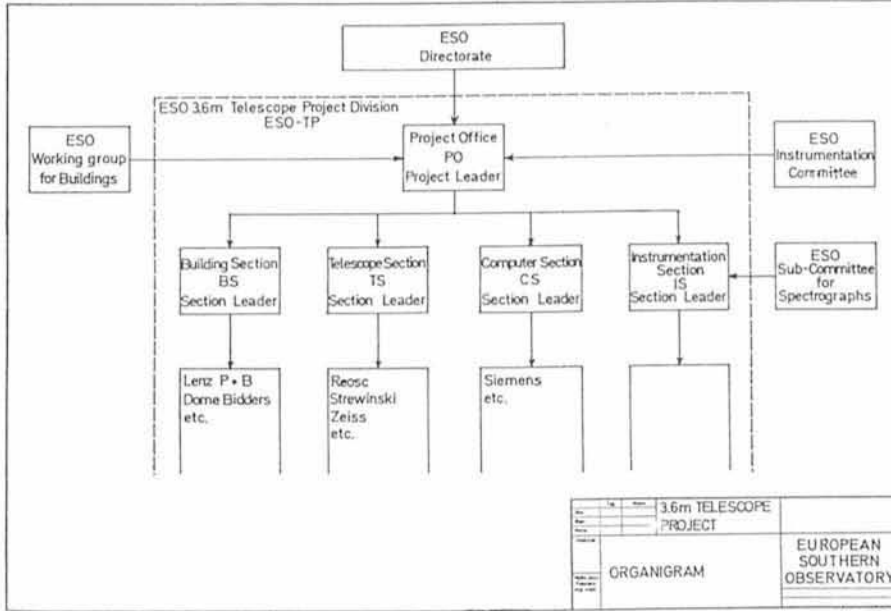 ESO
Directorate
ESO 3.6m Telescope Project Division
ESO-TP
ESO
Working group
for Buildings
Project Office
PO
Project Leader
ESO
Instrumentation
Committee
Building Section
BS
Section Leader
Telescope Section
TS
Section Leader
Computer Section
CS
Section Leader
Instrumentation
Section
IS
Section Leader
ESO
Sub-Committee
for
Spectrographs
Lenz P + B
Dome Bidders
etc.
Reosc
Strewinski
Zeiss
etc.
Siemens
etc.
3.6m TELESCOPE
PROJECT
ORGANIGRAM
EUROPEAN
SOUTHERN
OBSERVATORY